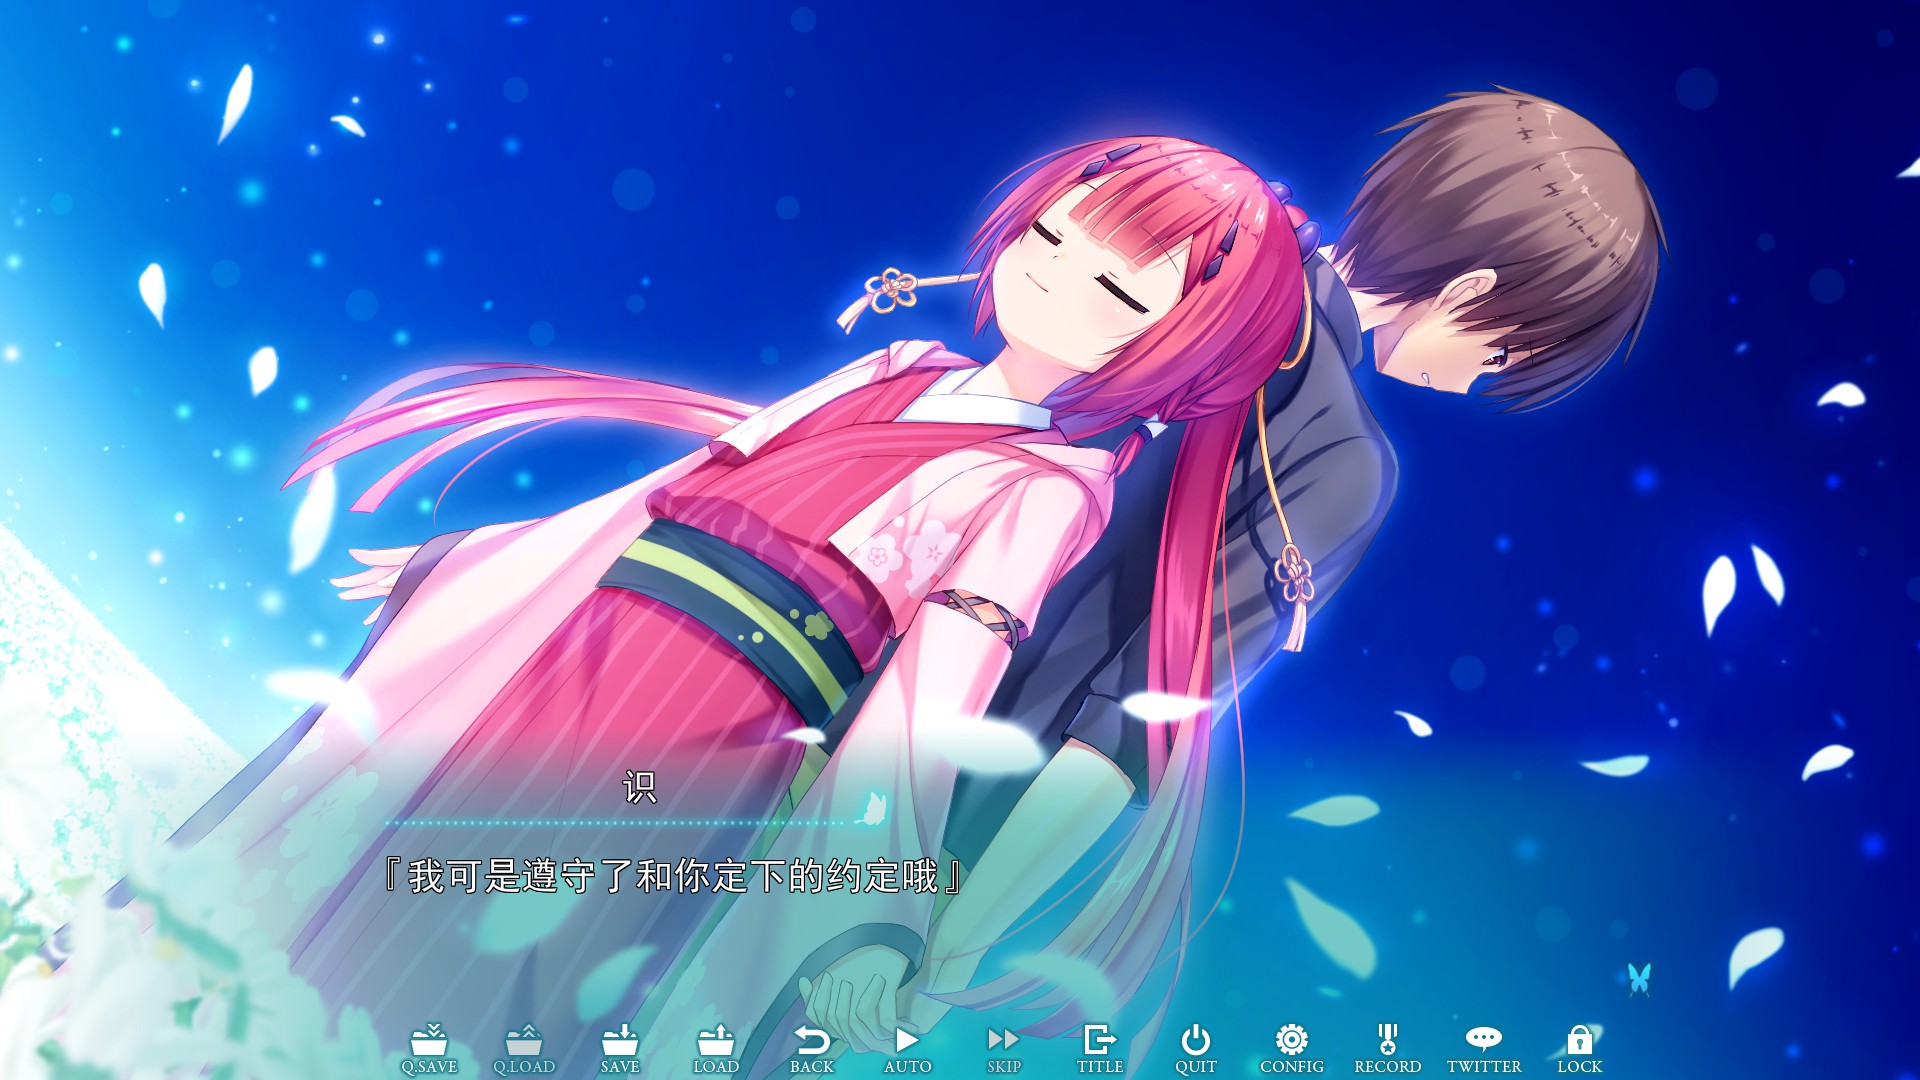 识
『我可是遵守了和你定下的约定哦』
Q.SAVE Q.LOAD SAVE LOAD BACK AUTO SKIP TITLE QUIT CONFIG RECORD TWITTER LOCK